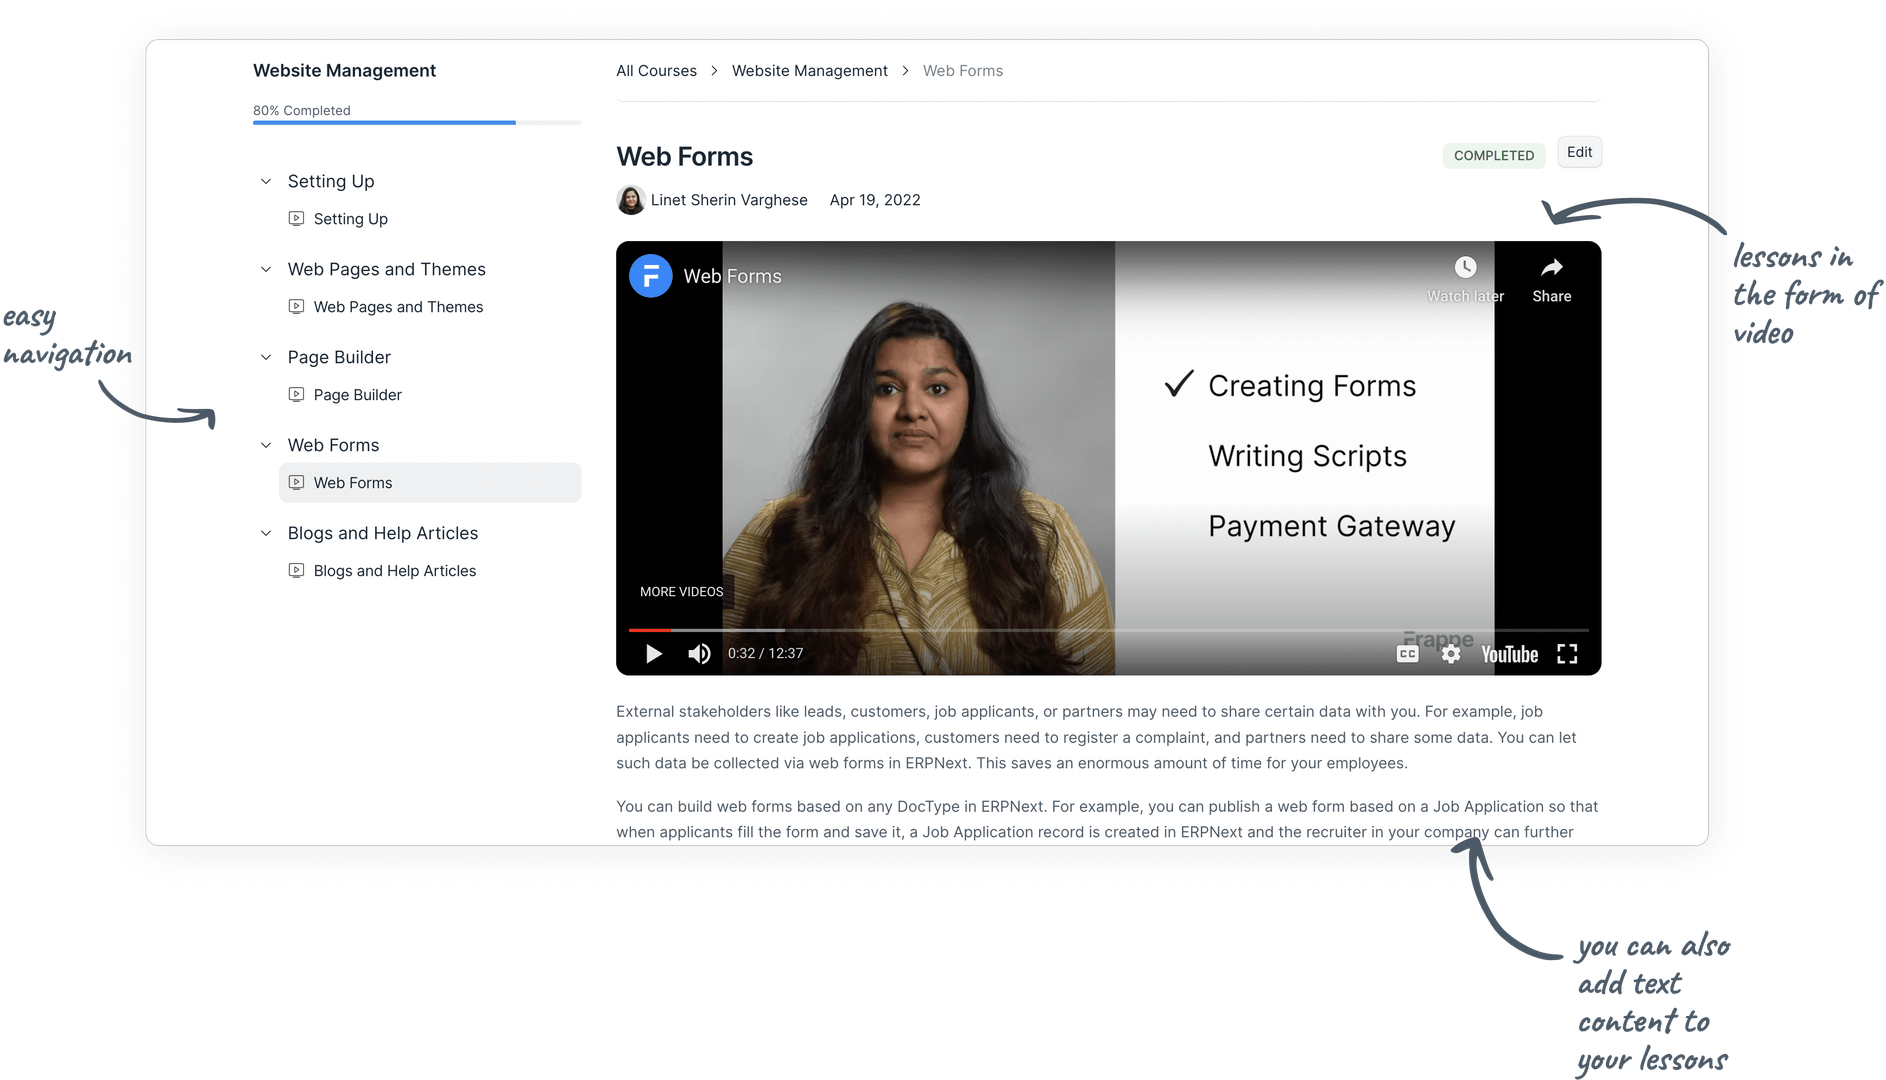 Website Management
80% Completed
Setting Up
Setting Up
Web Pages and Themes
Web Pages and Themes
Page Builder
Page Builder
Web Forms
Web Forms
Blogs and Help Articles
Blogs and Help Articles
easy
navigation
All Courses > Website Management > Web Forms
Web Forms
COMPLETED
Edit
Linet Sherin Varghese Apr 19, 2022
F
Web Forms
Watch later
Share
Creating Forms
Writing Scripts
Payment Gateway
MORE VIDEOS
Frappe
0:32 / 12:37
CC
YouTube
External stakeholders like leads, customers, job applicants, or partners may need to share certain data with you. For example, job
applicants need to create job applications, customers need to register a complaint, and partners need to share some data. You can let
such data be collected via web forms in ERPNext. This saves an enormous amount of time for your employees.
You can build web forms based on any DocType in ERPNext. For example, you can publish a web form based on a Job Application so that
when applicants fill the form and save it, a Job Application record is created in ERPNext and the recruiter in your company can further
lessons in
the form of
video
you can also
add text
content to
your lessons